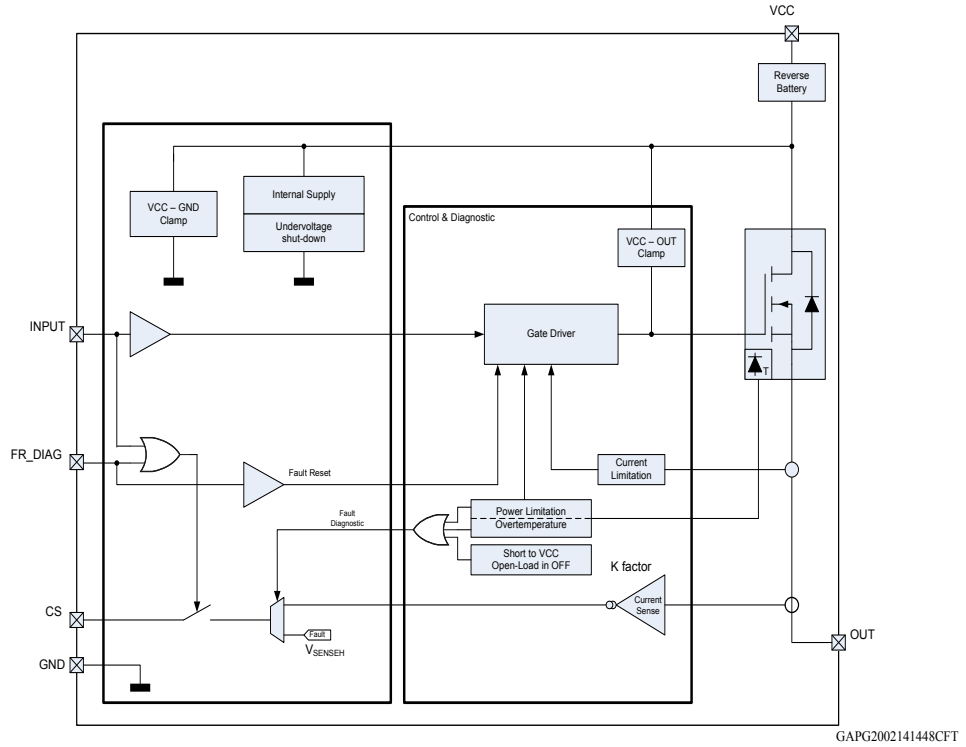 VCC
Reverse
Battery
Internal Supply
VCC – GND
Clamp
Undervoltage
shut-down
Control & Diagnostic
VCC – OUT
Clamp
INPUT
Gate Driver
T
FR_DIAG
Fault Reset
Current
Limitation
Fault
Diagnostic
Power Limitation
Overtemperature
Short to VCC
Open-Load in OFF
K factor
CS
Current
Sense
Fault
VSENSEH
OUT
GND
GAPG2002141448CFT